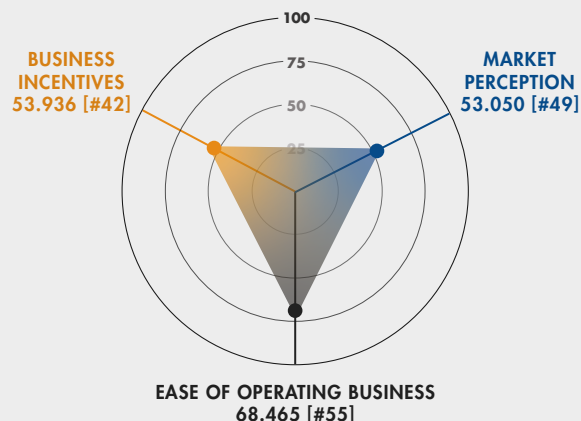 100
BUSINESS
INCENTIVES
53.936 [#42]
75
MARKET
PERCEPTION
53.050 [#49]
50
25
EASE OF OPERATING BUSINESS
68.465 [#55]